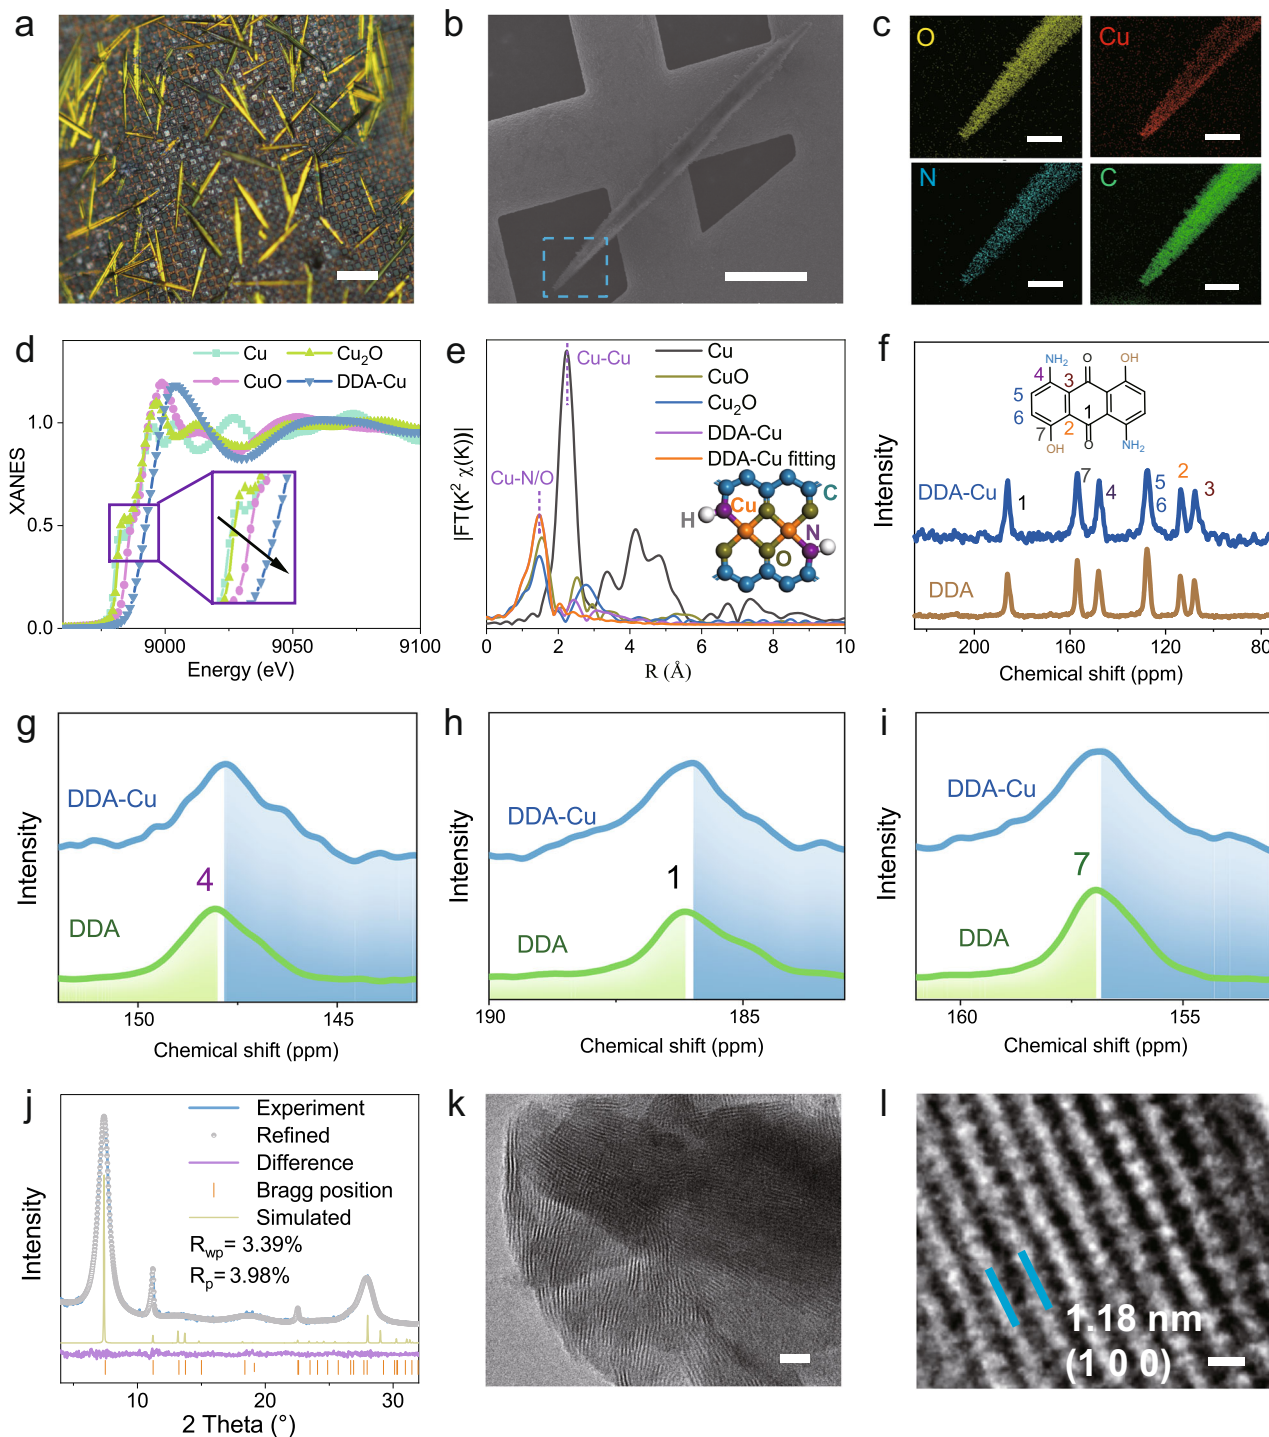 a
b
c
O
Cu
N
C
d
Cu
Cu₂O
CuO
DDA-Cu
XANES
1.0
0.5
0.0
9000
9050
9100
Energy (eV)
e
Cu-Cu
Cu
CuO
Cu₂O
DDA-Cu
DDA-Cu fitting
Cu-N/O
Cu
C
H
N
O
|FT(K² χ(K))|
0
2
4
6
8
10
R (Å)
f
NH₂
O
OH
4
3
5
6
1
7
2
OH
O
NH₂
Intensity
DDA-Cu
1
7
4
5
6
2
3
DDA
200
160
120
80
Chemical shift (ppm)
g
Intensity
DDA-Cu
4
DDA
150
145
Chemical shift (ppm)
h
Intensity
DDA-Cu
1
DDA
190
185
Chemical shift (ppm)
i
Intensity
DDA-Cu
7
DDA
160
155
Chemical shift (ppm)
j
Experiment
Refined
Difference
Bragg position
Simulated
R_wp= 3.39%
R_p= 3.98%
Intensity
10
20
30
2 Theta (°)
k
l
1.18 nm
(1 0 0)